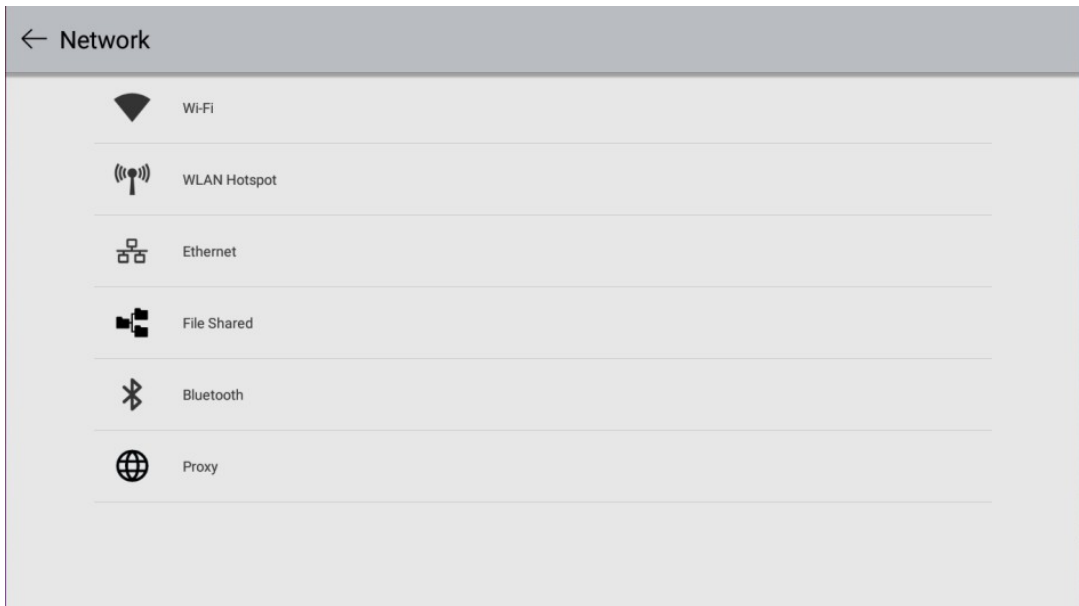 Network
Wi-Fi
WLAN Hotspot
Ethernet
File Shared
Bluetooth
Proxy